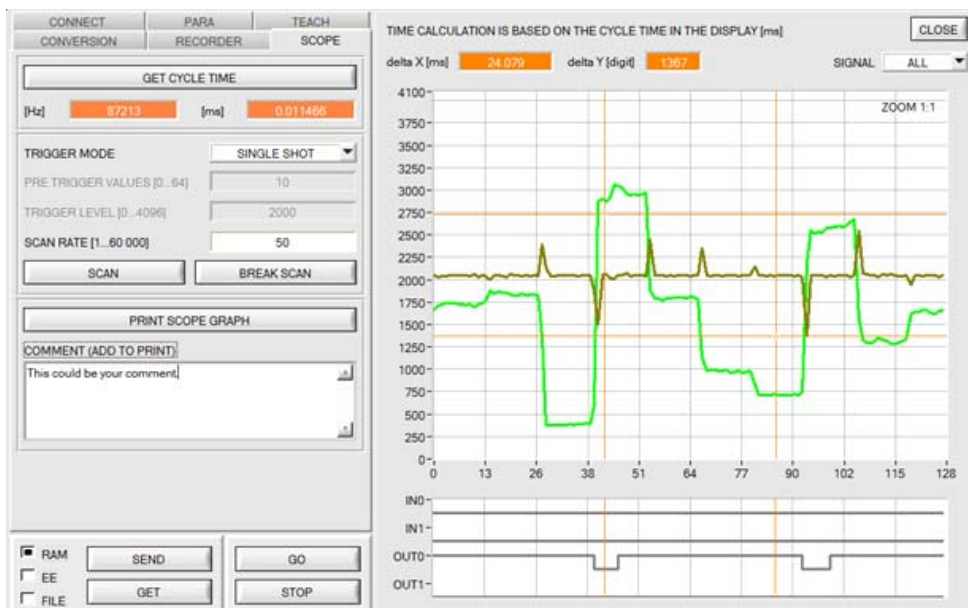 CONNECT PARA TEACH
CONVERSION RECORDER SCOPE
GET CYCLE TIME
[Hz] 87213 [ms] 0.011466
TRIGGER MODE SINGLE SHOT
PRE TRIGGER VALUES [0...64] 10
TRIGGER LEVEL [0...4096] 2000
SCAN RATE [1...60 000] 50
SCAN BREAK SCAN
PRINT SCOPE GRAPH
COMMENT (ADD TO PRINT)
This could be your comment.
RAM SEND GO
EE
FILE GET STOP
TIME CALCULATION IS BASED ON THE CYCLE TIME IN THE DISPLAY [ms] CLOSE
delta X [ms] 24.079 delta Y [digit] 1367 SIGNAL ALL
ZOOM 1:1
4100
3750
3500
3250
3000
2750
2500
2250
2000
1750
1500
1250
1000
750
500
250
0
0 13 26 38 51 64 77 90 102 115 128
IN0
IN1
OUT0
OUT1